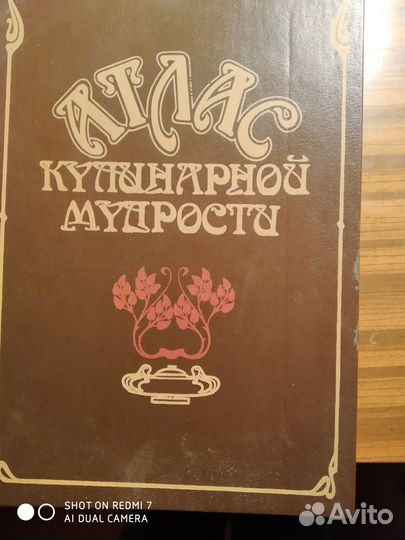 АТЛАС
КУЛИНАРНОЙ
МУДРОСТИ
SHOT ON REDMI 7
AI DUAL CAMERA
Avito